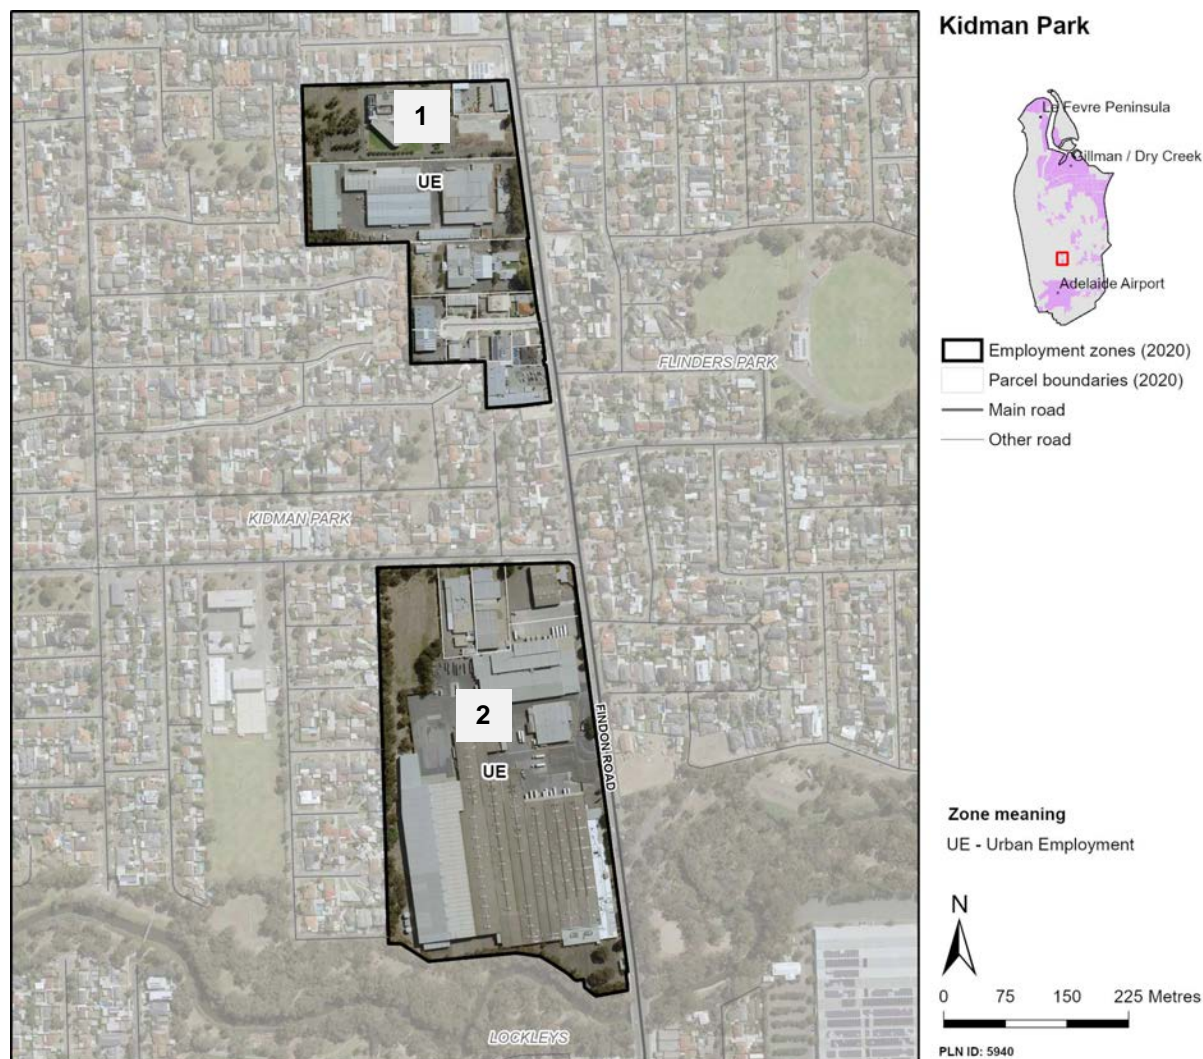 Kidman Park
1
UE
FLINDERS PARK
KIDMAN PARK
2
UE
FINDON ROAD
LOCKLEYS
Le Fevre Peninsula
Gillman / Dry Creek
Adelaide Airport
Employment zones (2020)
Parcel boundaries (2020)
Main road
Other road
Zone meaning
UE - Urban Employment
N
0 75 150 225 Metres
PLN ID: 5940